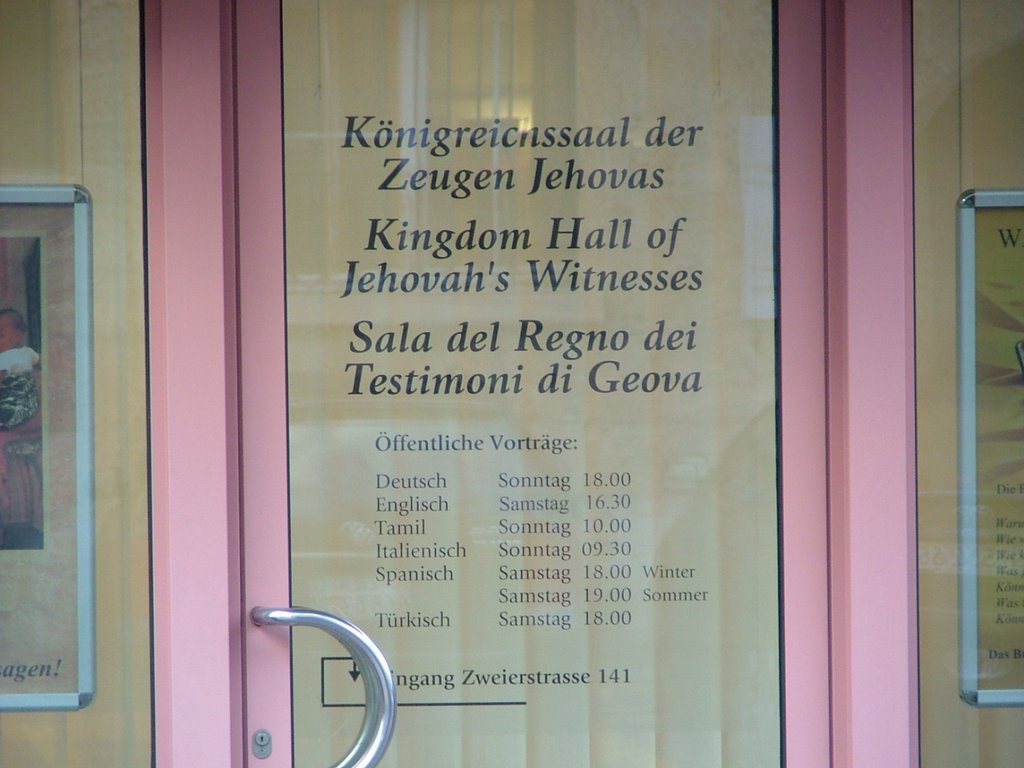 Königreichssaal der
Zeugen Jehovas
Kingdom Hall of
Jehovah's Witnesses
Sala del Regno dei
Testimoni di Geova
Öffentliche Vorträge:
Deutsch Sonntag 18.00
Englisch Samstag 16.30
Tamil Sonntag 10.00
Italienisch Sonntag 09.30
Spanisch Samstag 18.00 Winter
Samstag 19.00 Sommer
Türkisch Samstag 18.00
ingang Zweierstrasse 141
agen!
W
Die
Was
Das